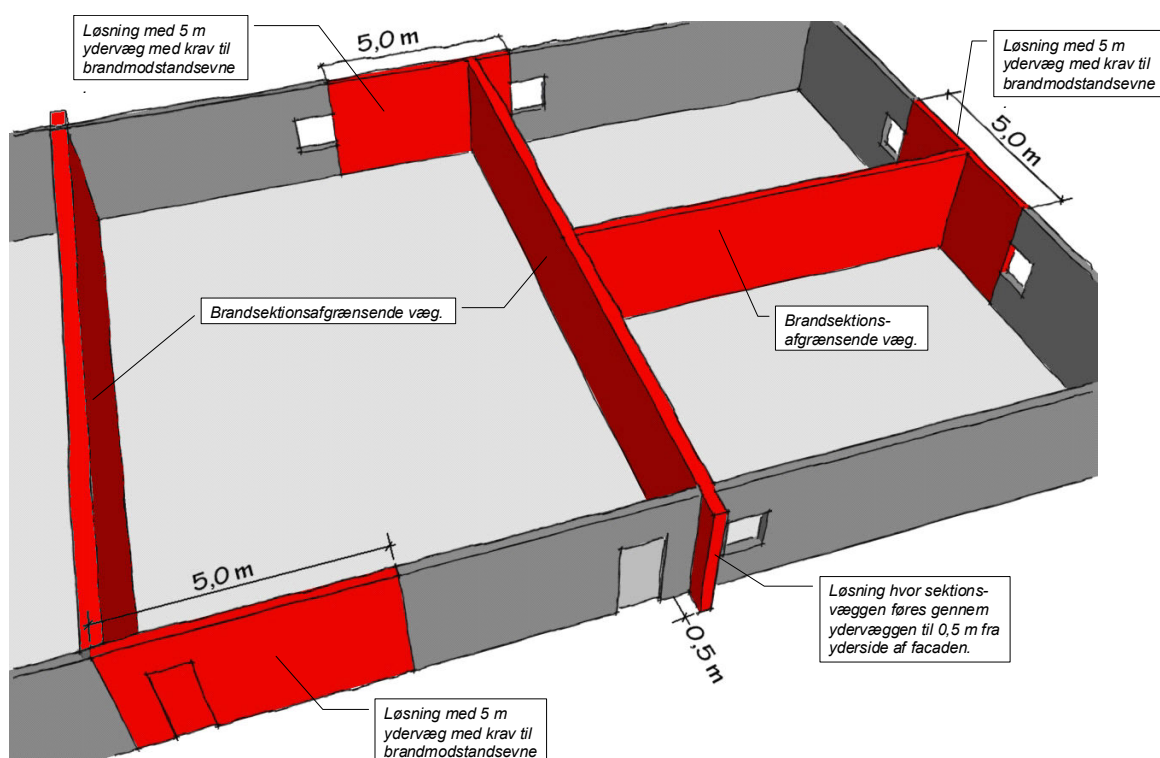 Løsning med 5 m
ydervæg med krav til
brandmodstandsevne
.
5,0 m
Løsning med 5 m
ydervæg med krav til
brandmodstandsevne
.
5,0 m
Brandsektionsafgrænsende væg.
Brandsektions-
afgrænsende væg.
5,0 m
0,5 m
Løsning hvor sektions-
væggen føres gennem
ydervæggen til 0,5 m fra
yderside af facaden.
Løsning med 5 m
ydervæg med krav til
brandmodstandsevne